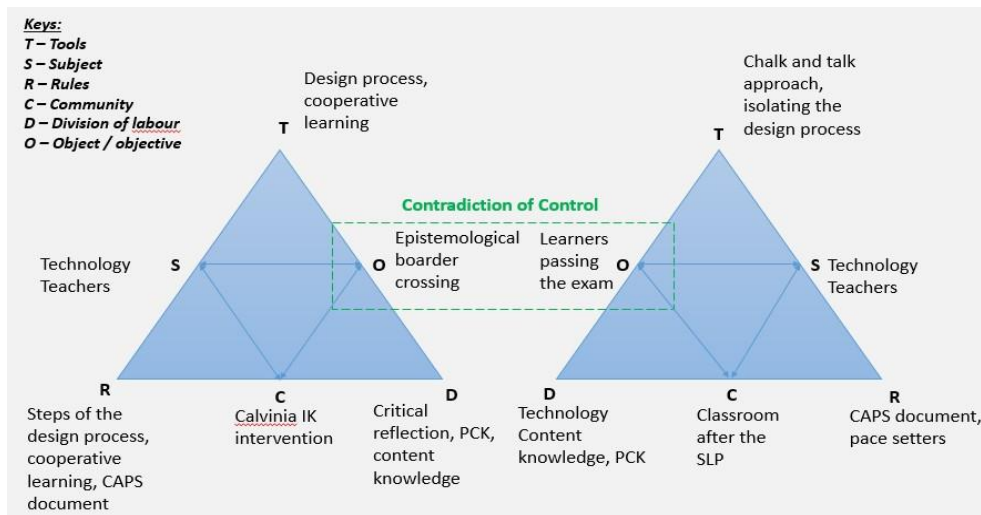 Keys:
T – Tools
S – Subject
R – Rules
C – Community
D – Division of labour
O – Object / objective
Design process,
cooperative
learning
T
Chalk and talk
approach,
isolating the
design process
T
Contradiction of Control
Technology
Teachers
S
O
Epistemological
boarder
crossing
Learners
passing
the exam
O
S
Technology
Teachers
R
Steps of the
design process,
cooperative
learning, CAPS
document
C
Calvinia IK
intervention
D
Critical
reflection, PCK,
content
knowledge
D
Technology
Content
knowledge, PCK
C
Classroom
after the
SLP
R
CAPS document,
pace setters